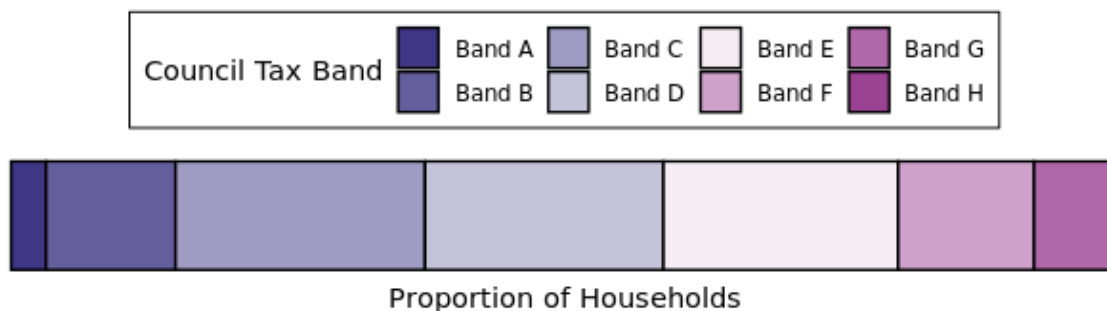 Council Tax Band
Band A Band C Band E Band G
Band B Band D Band F Band H
Proportion of Households